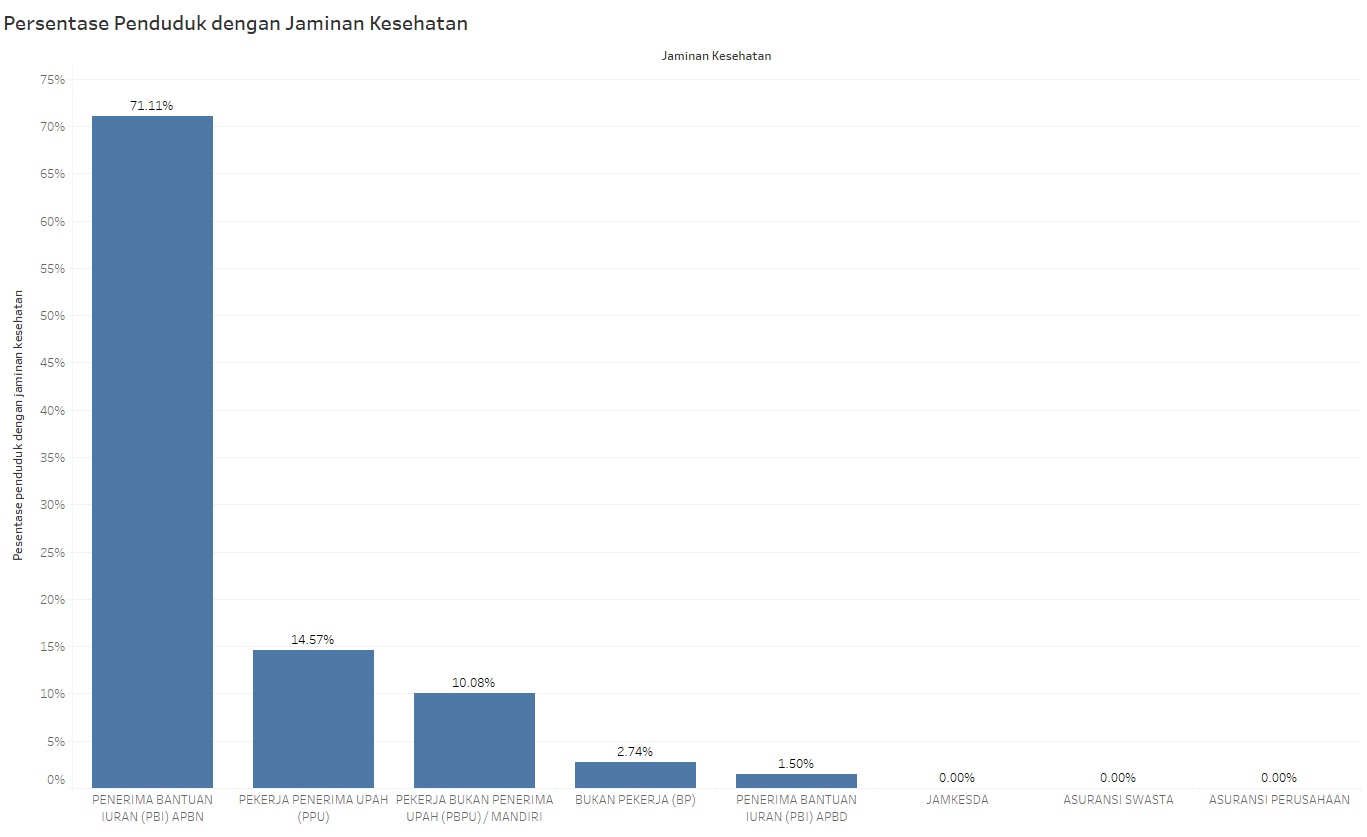 Persentase Penduduk dengan Jaminan Kesehatan
Jaminan Kesehatan
Pesentase penduduk dengan jaminan kesehatan
75%
70%
65%
60%
55%
50%
45%
40%
35%
30%
25%
20%
15%
10%
5%
0%
71.11%
14.57%
10.08%
2.74%
1.50%
0.00%
0.00%
0.00%
PENERIMA BANTUAN
IURAN (PBI) APBN
PEKERJA PENERIMA UPAH
(PPU)
PEKERJA BUKAN PENERIMA
UPAH (PBPU) / MANDIRI
BUKAN PEKERJA (BP)
PENERIMA BANTUAN
IURAN (PBI) APBD
JAMKESDA
ASURANSI SWASTA
ASURANSI PERUSAHAAN